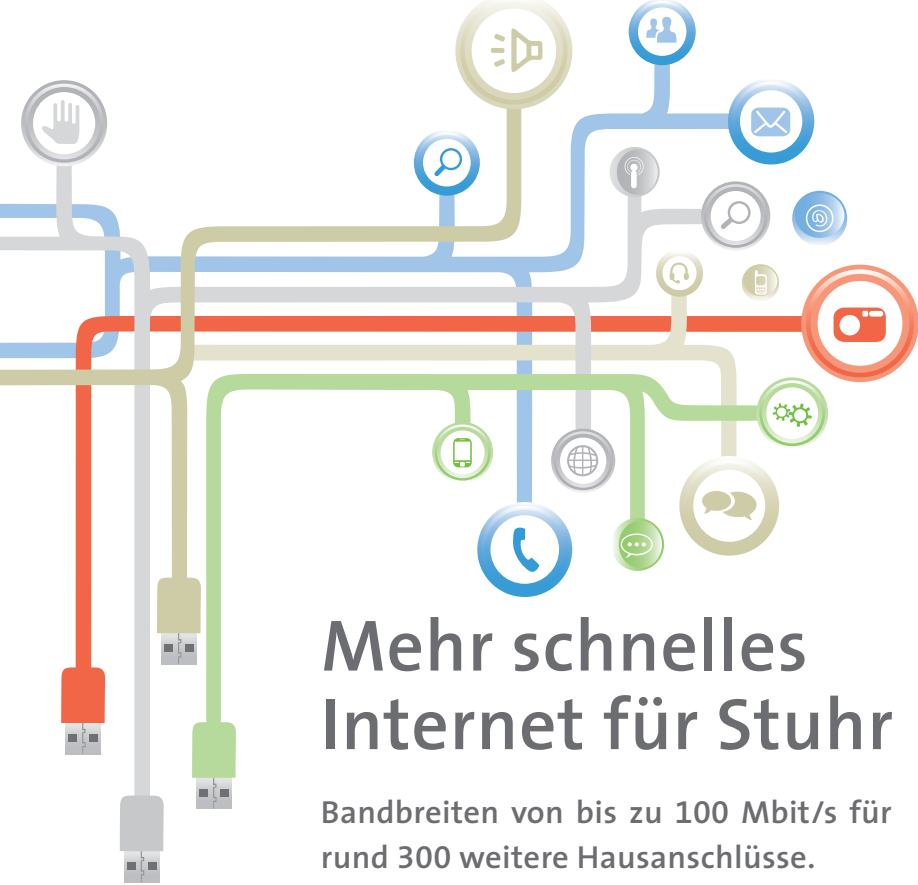 Mehr schnelles
Internet für Stuhr
Bandbreiten von bis zu 100 Mbit/s für
rund 300 weitere Hausanschlüsse.